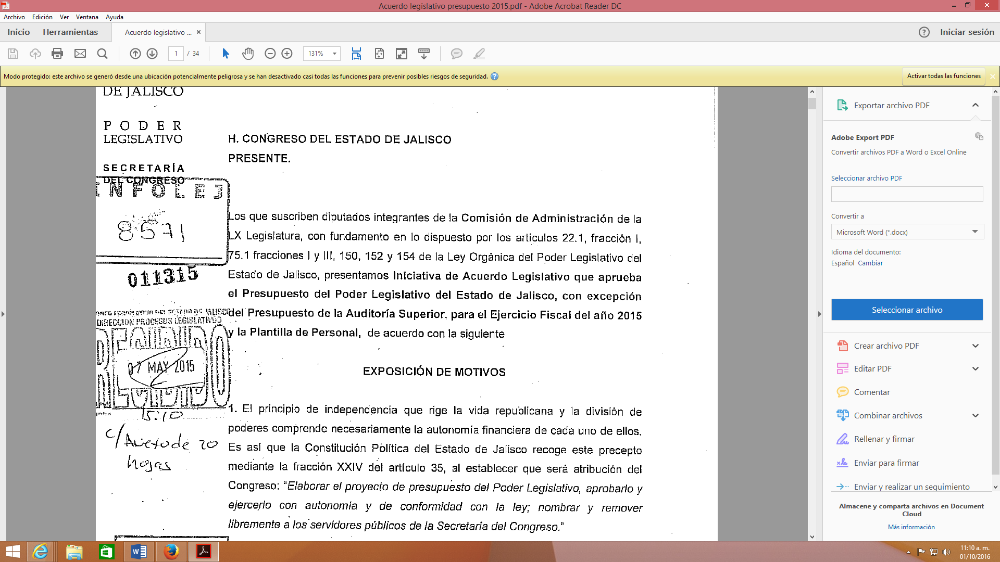 Acuerdo legislativo presupuesto 2015.pdf - Adobe Acrobat Reader DC
Archivo Edición Ver Ventana Ayuda
Inicio Herramientas Acuerdo legislativo ... × Iniciar sesión
1 / 34 131%
Modo protegido: este archivo se generó desde una ubicación potencialmente peligrosa y se han desactivado casi todas las funciones para prevenir posibles riesgos de seguridad. Activar todas las funciones
DE JALISCO
PODER
LEGISLATIVO
SECRETARÍA
DEL CONGRESO
INFOLEJ
8571
011315
DIRECCION PROCESOS LEGISLATIVOS
RECIBIDO
07 MAY 2015
15:10
c/Anexo de 20
hojas
H. CONGRESO DEL ESTADO DE JALISCO
PRESENTE.
Los que suscriben diputados integrantes de la Comisión de Administración de la
LX Legislatura, con fundamento en lo dispuesto por los artículos 22.1, fracción I,
75.1 fracciones I y III, 150, 152 y 154 de la Ley Orgánica del Poder Legislativo del
Estado de Jalisco, presentamos Iniciativa de Acuerdo Legislativo que aprueba
el Presupuesto del Poder Legislativo del Estado de Jalisco, con excepción
del Presupuesto de la Auditoría Superior, para el Ejercicio Fiscal del año 2015
y la Plantilla de Personal, de acuerdo con la siguiente
EXPOSICIÓN DE MOTIVOS
1. El principio de independencia que rige la vida republicana y la división de
poderes comprende necesariamente la autonomía financiera de cada uno de ellos.
Es así que la Constitución Política del Estado de Jalisco recoge este precepto
mediante la fracción XXIV del artículo 35, al establecer que será atribución del
Congreso: "Elaborar el proyecto de presupuesto del Poder Legislativo, aprobarlo y
ejercerlo con autonomía y de conformidad con la ley; nombrar y remover
libremente a los servidores públicos de la Secretaría del Congreso."
Exportar archivo PDF
Adobe Export PDF
Convertir archivos PDF a Word o Excel Online
Seleccionar archivo PDF
Convertir a
Microsoft Word (*.docx)
Idioma del documento:
Español Cambiar
Seleccionar archivo
Crear archivo PDF
Editar PDF
Comentar
Combinar archivos
Rellenar y firmar
Enviar para firmar
Enviar y realizar un seguimiento
Almacene y comparta archivos en Document
Cloud
Más información
11:10 a. m.
01/10/2016